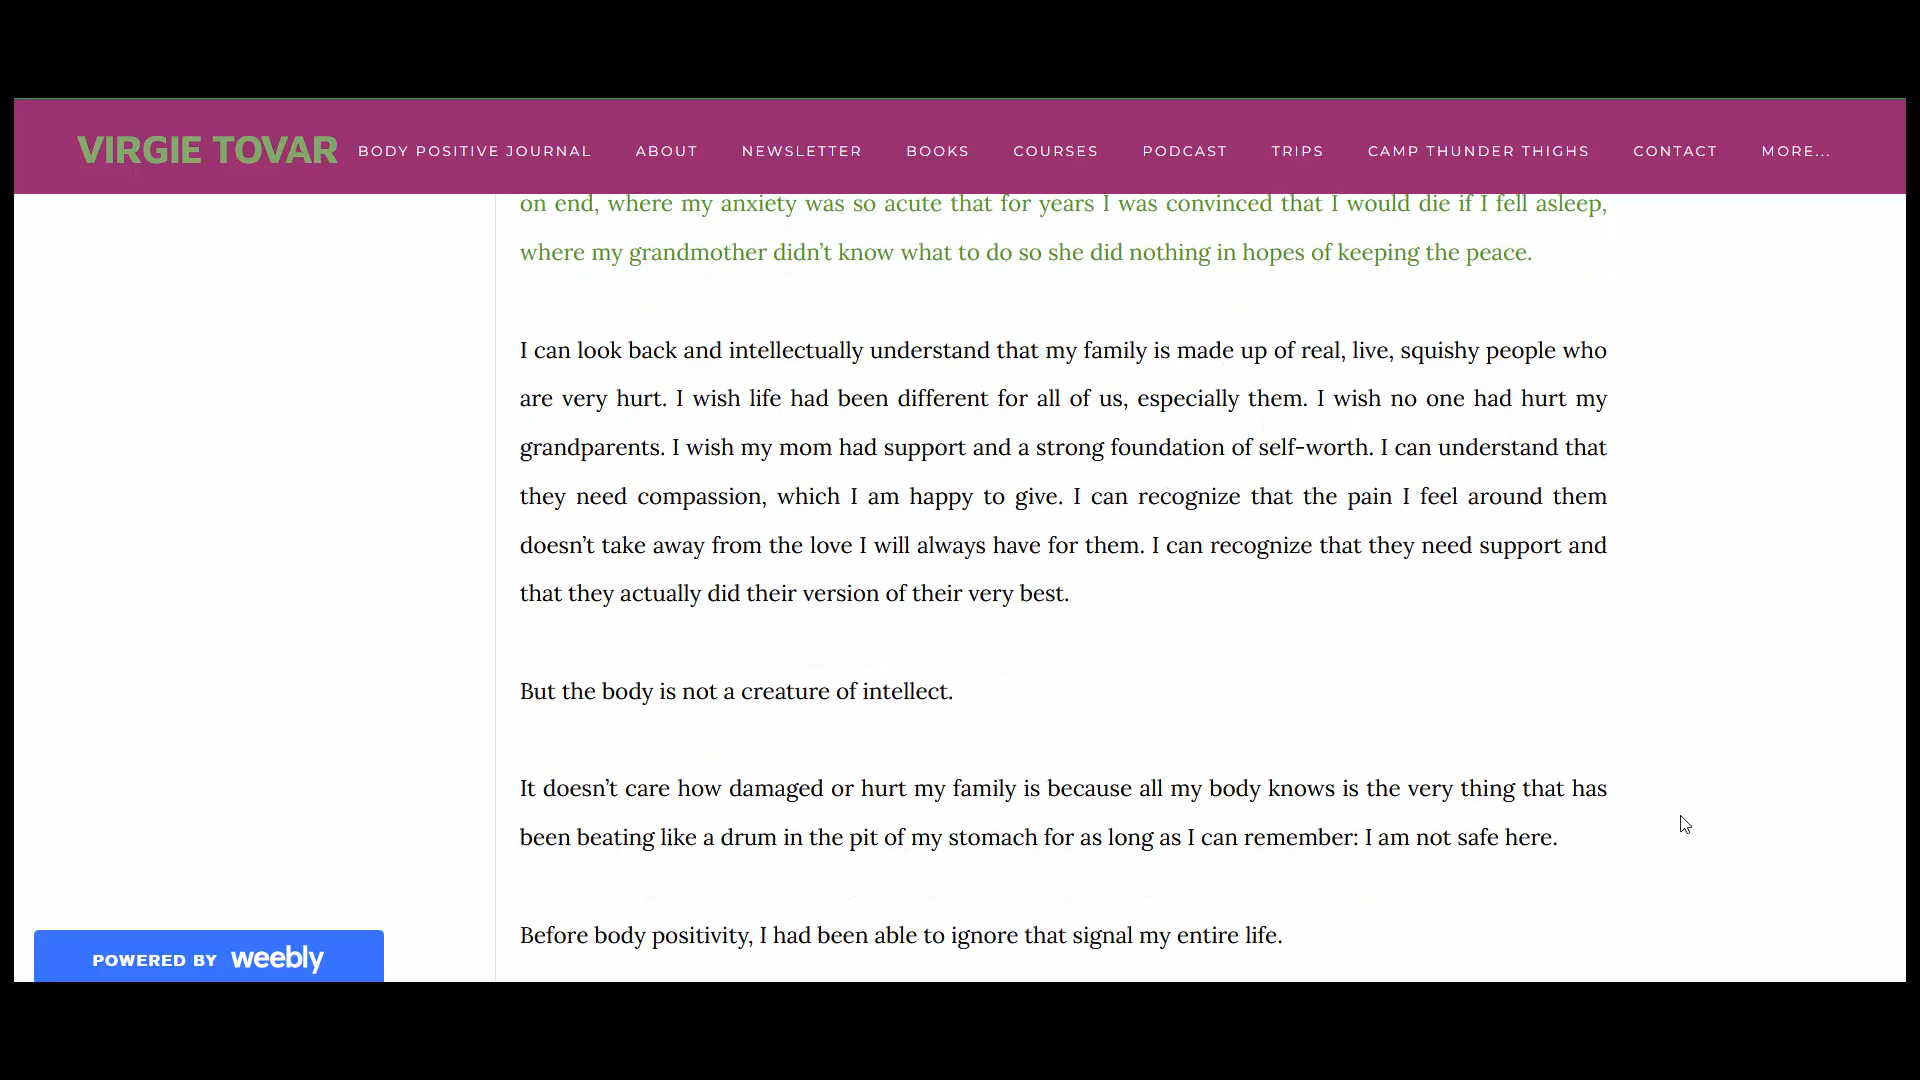 VIRGIE TOVAR
BODY POSITIVE JOURNAL ABOUT NEWSLETTER BOOKS COURSES PODCAST TRIPS CAMP THUNDER THIGHS CONTACT MORE...
on end, where my anxiety was so acute that for years I was convinced that I would die if I fell asleep,
where my grandmother didn’t know what to do so she did nothing in hopes of keeping the peace.
I can look back and intellectually understand that my family is made up of real, live, squishy people who
are very hurt. I wish life had been different for all of us, especially them. I wish no one had hurt my
grandparents. I wish my mom had support and a strong foundation of self-worth. I can understand that
they need compassion, which I am happy to give. I can recognize that the pain I feel around them
doesn’t take away from the love I will always have for them. I can recognize that they need support and
that they actually did their version of their very best.
But the body is not a creature of intellect.
It doesn’t care how damaged or hurt my family is because all my body knows is the very thing that has
been beating like a drum in the pit of my stomach for as long as I can remember: I am not safe here.
Before body positivity, I had been able to ignore that signal my entire life.
POWERED BY weebly